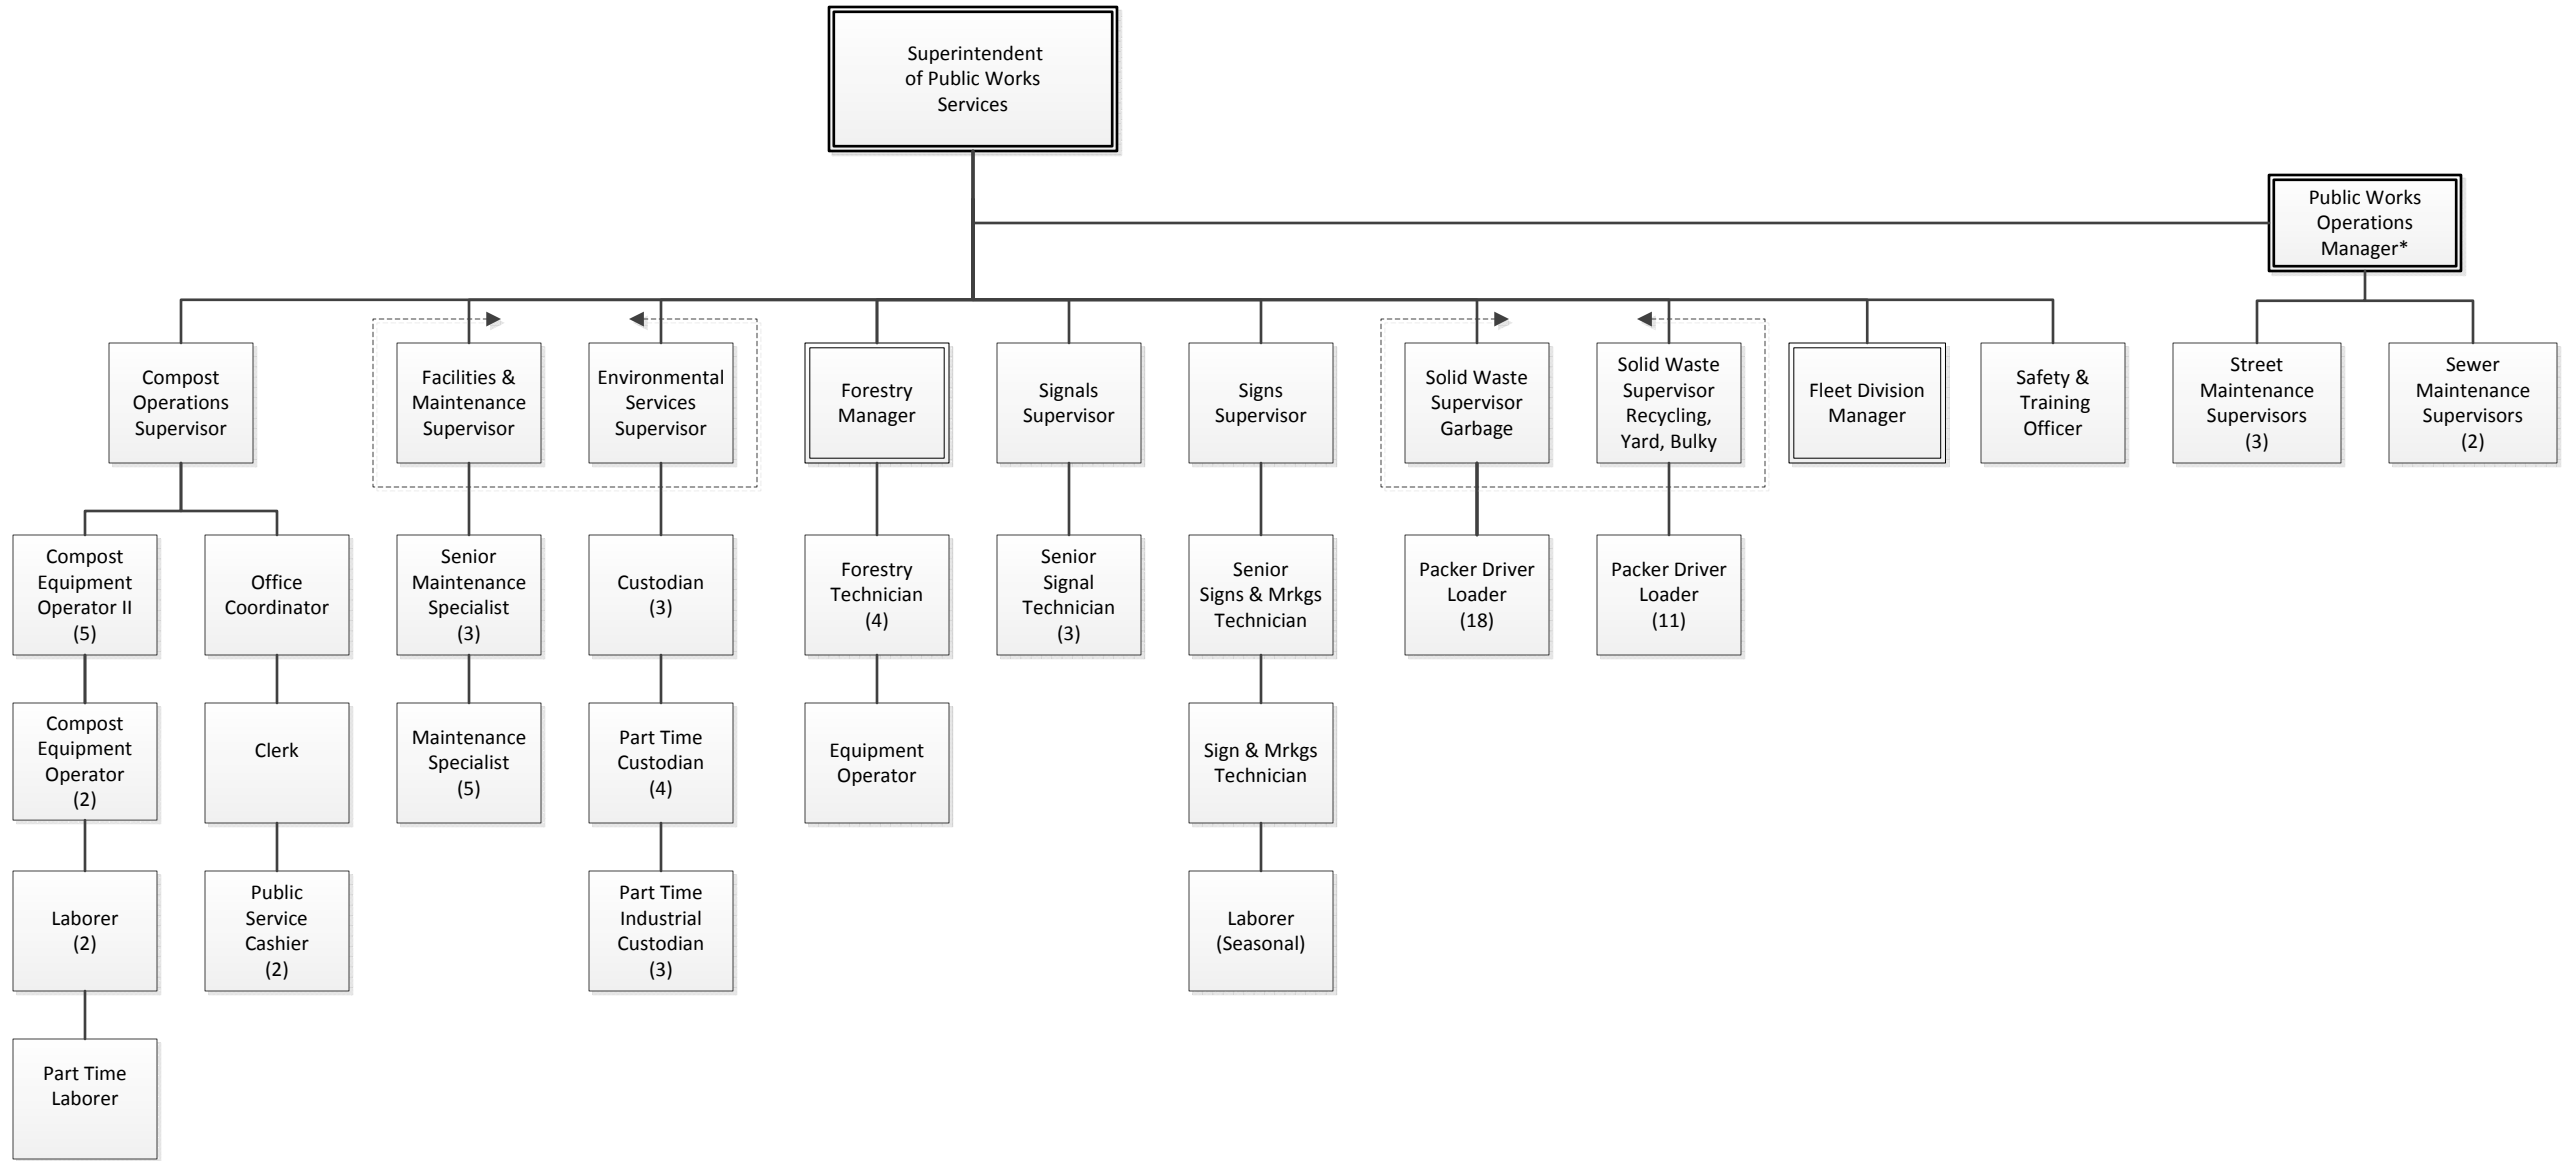 Superintendent
of Public Works
Services
Public Works
Operations
Manager*
Compost
Operations
Supervisor
Facilities &
Maintenance
Supervisor
Environmental
Services
Supervisor
Forestry
Manager
Signals
Supervisor
Signs
Supervisor
Solid Waste
Supervisor
Garbage
Solid Waste
Supervisor
Recycling,
Yard, Bulky
Fleet Division
Manager
Safety &
Training
Officer
Street
Maintenance
Supervisors
(3)
Sewer
Maintenance
Supervisors
(2)
Compost
Equipment
Operator II
(5)
Office
Coordinator
Senior
Maintenance
Specialist
(3)
Custodian
(3)
Forestry
Technician
(4)
Senior
Signal
Technician
(3)
Senior
Signs & Mrkgs
Technician
Packer Driver
Loader
(18)
Packer Driver
Loader
(11)
Compost
Equipment
Operator
(2)
Clerk
Maintenance
Specialist
(5)
Part Time
Custodian
(4)
Equipment
Operator
Sign & Mrkgs
Technician
Laborer
(2)
Public
Service
Cashier
(2)
Part Time
Industrial
Custodian
(3)
Laborer
(Seasonal)
Part Time
Laborer